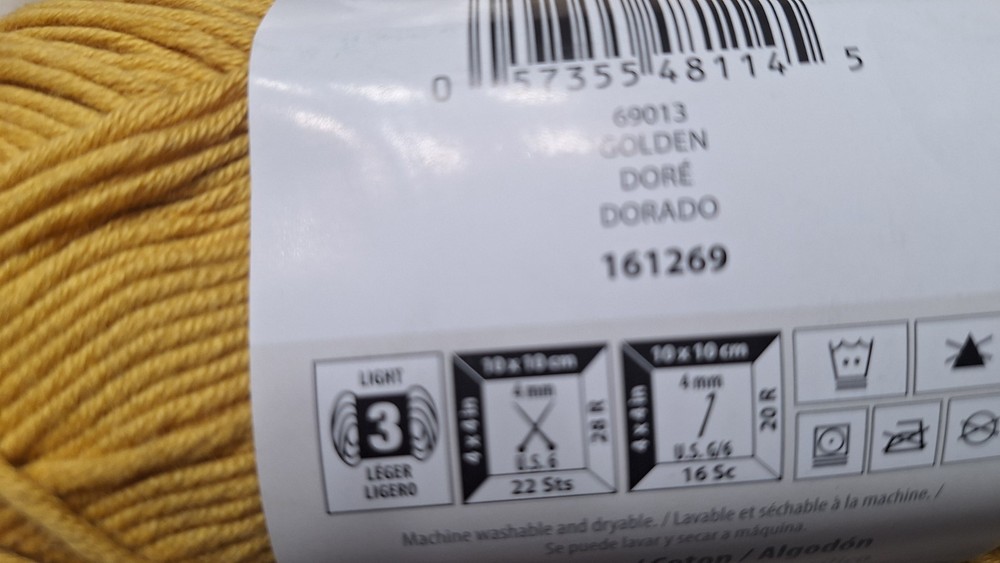 0 57355 48114 5
69013
GOLDEN
DORÉ
DORADO
161269
LIGHT
3
LÉGER
LIGERO
10 x 10 cm
4 x 4 in
4 mm
28 R
U.S. 6
22 Sts
10 x 10 cm
4 x 4 in
4 mm
20 R
U.S. G/6
16 Sc
Machine washable and dryable. / Lavable et séchable à la machine. /
Se puede lavar y secar a máquina.
/ Coton / Algodón